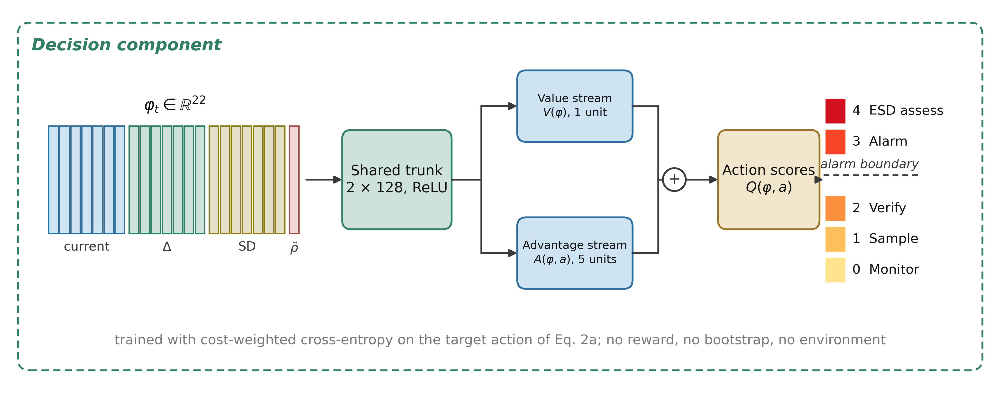 Decision component
φₜ ∈ ℝ²²
current
Δ
SD
ρ̃
Shared trunk
2 × 128, ReLU
Value stream
V(φ), 1 unit
Advantage stream
A(φ, a), 5 units
+
Action scores
Q(φ, a)
4 ESD assess
3 Alarm
alarm boundary
2 Verify
1 Sample
0 Monitor
trained with cost-weighted cross-entropy on the target action of Eq. 2a; no reward, no bootstrap, no environment